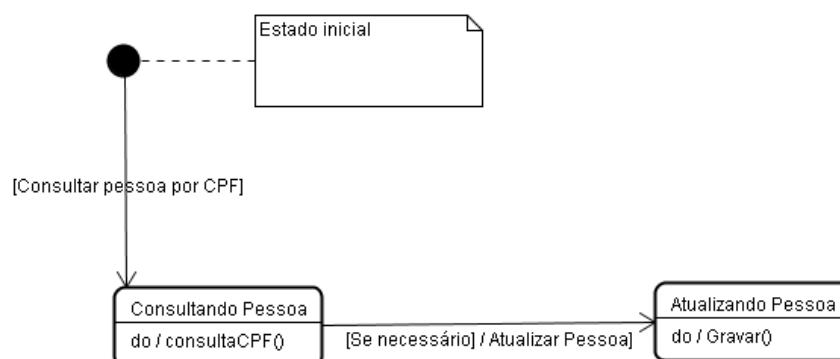 Estado inicial
[Consultar pessoa por CPF]
Consultando Pessoa
do / consultaCPF()
[Se necessário] / Atualizar Pessoa]
Atualizando Pessoa
do / Gravar()